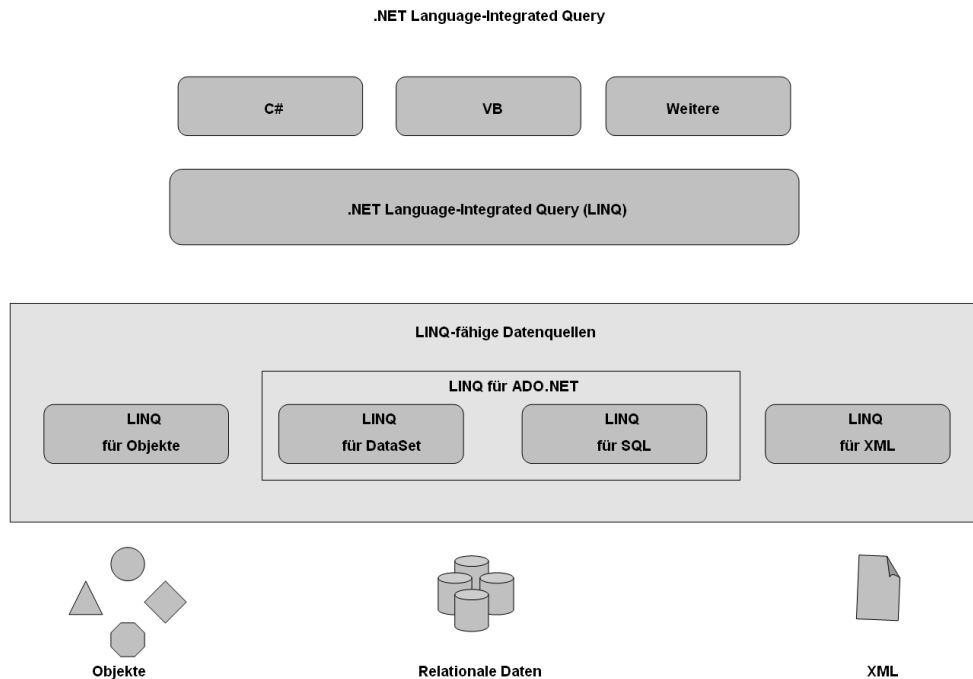 .NET Language-Integrated Query
C#
VB
Weitere
.NET Language-Integrated Query (LINQ)
LINQ-fähige Datenquellen
LINQ für ADO.NET
LINQ
für Objekte
LINQ
für DataSet
LINQ
für SQL
LINQ
für XML
Objekte
Relationale Daten
XML